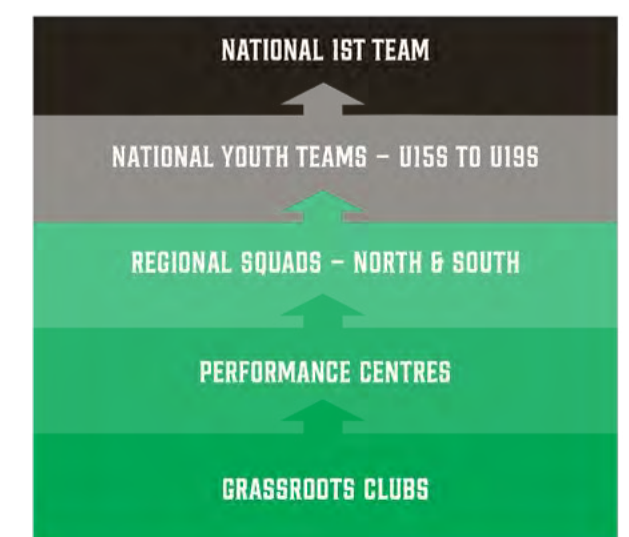 NATIONAL 1ST TEAM
NATIONAL YOUTH TEAMS – U15S TO U19S
REGIONAL SQUADS – NORTH & SOUTH
PERFORMANCE CENTRES
GRASSROOTS CLUBS